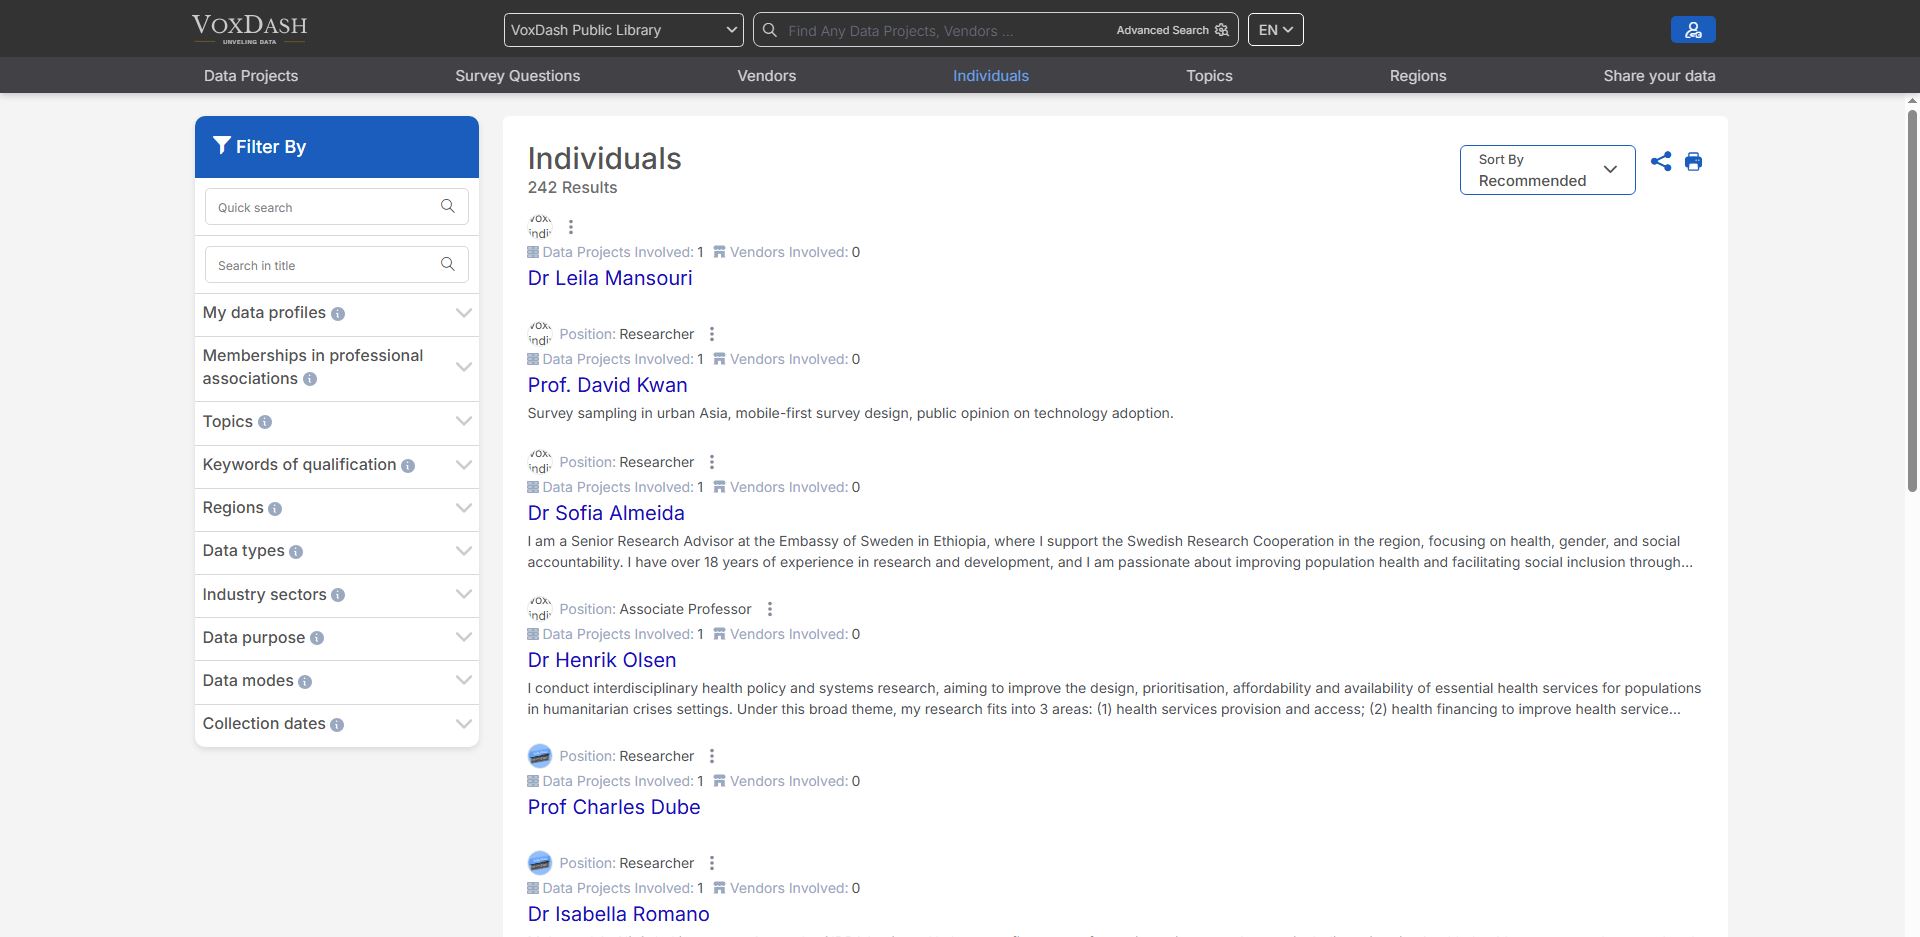 VOXDASH
UNVEILING DATA
VoxDash Public Library
Find Any Data Projects, Vendors ...
Advanced Search
EN
Data Projects
Survey Questions
Vendors
Individuals
Topics
Regions
Share your data
Filter By
Quick search
Search in title
My data profiles
Memberships in professional
associations
Topics
Keywords of qualification
Regions
Data types
Industry sectors
Data purpose
Data modes
Collection dates
Individuals
242 Results
Sort By
Recommended
Data Projects Involved: 1 Vendors Involved: 0
Dr Leila Mansouri
Position: Researcher
Data Projects Involved: 1 Vendors Involved: 0
Prof. David Kwan
Survey sampling in urban Asia, mobile-first survey design, public opinion on technology adoption.
Position: Researcher
Data Projects Involved: 1 Vendors Involved: 0
Dr Sofia Almeida
I am a Senior Research Advisor at the Embassy of Sweden in Ethiopia, where I support the Swedish Research Cooperation in the region, focusing on health, gender, and social
accountability. I have over 18 years of experience in research and development, and I am passionate about improving population health and facilitating social inclusion through...
Position: Associate Professor
Data Projects Involved: 1 Vendors Involved: 0
Dr Henrik Olsen
I conduct interdisciplinary health policy and systems research, aiming to improve the design, prioritisation, affordability and availability of essential health services for populations
in humanitarian crises settings. Under this broad theme, my research fits into 3 areas: (1) health services provision and access; (2) health financing to improve health service...
Position: Researcher
Data Projects Involved: 1 Vendors Involved: 0
Prof Charles Dube
Position: Researcher
Data Projects Involved: 1 Vendors Involved: 0
Dr Isabella Romano